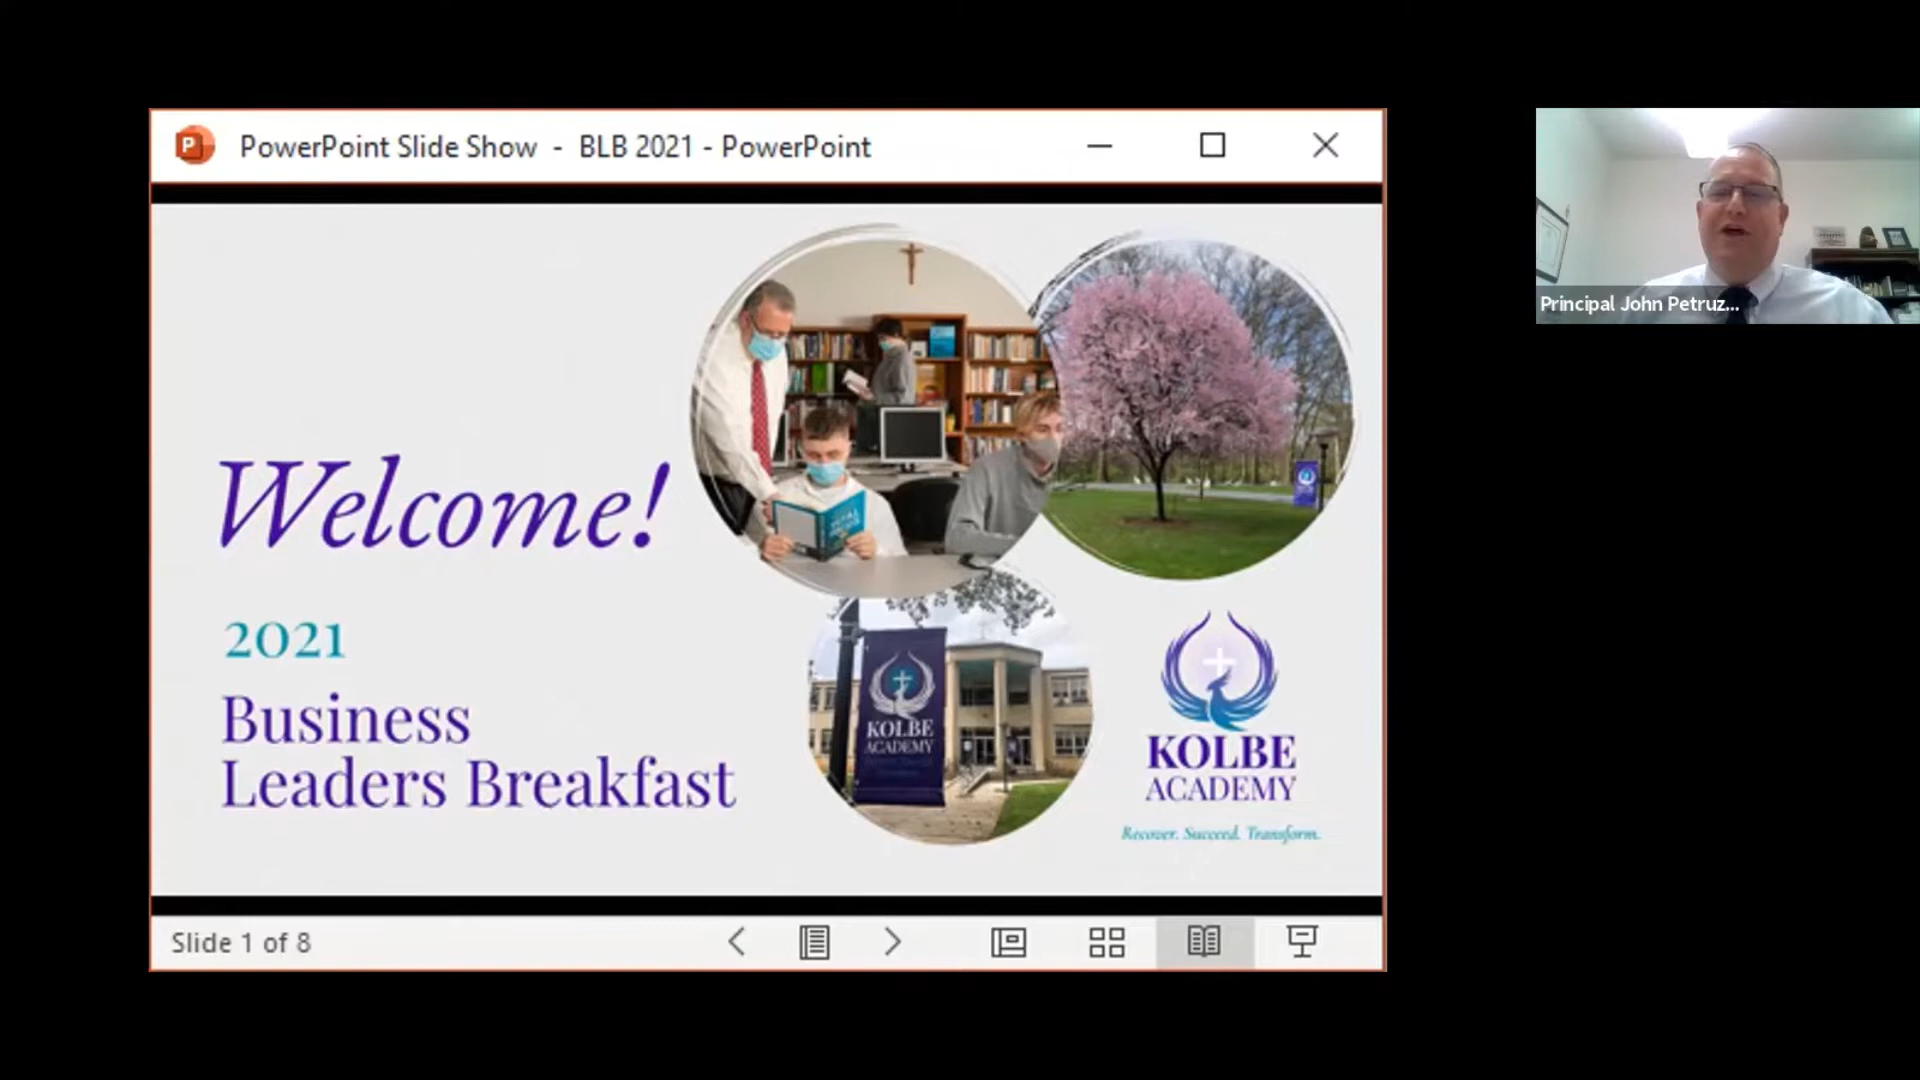 PowerPoint Slide Show - BLB 2021 - PowerPoint
Welcome!
2021
Business
Leaders Breakfast
KOLBE
ACADEMY
KOLBE
ACADEMY
Recover. Succeed. Transform.
Slide 1 of 8
Principal John Petruz...